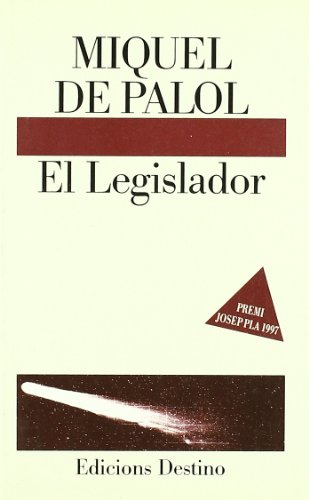 MIQUEL
DE PALOL
El Legislador
PREMI
JOSEP PLA 1997
Edicions Destino